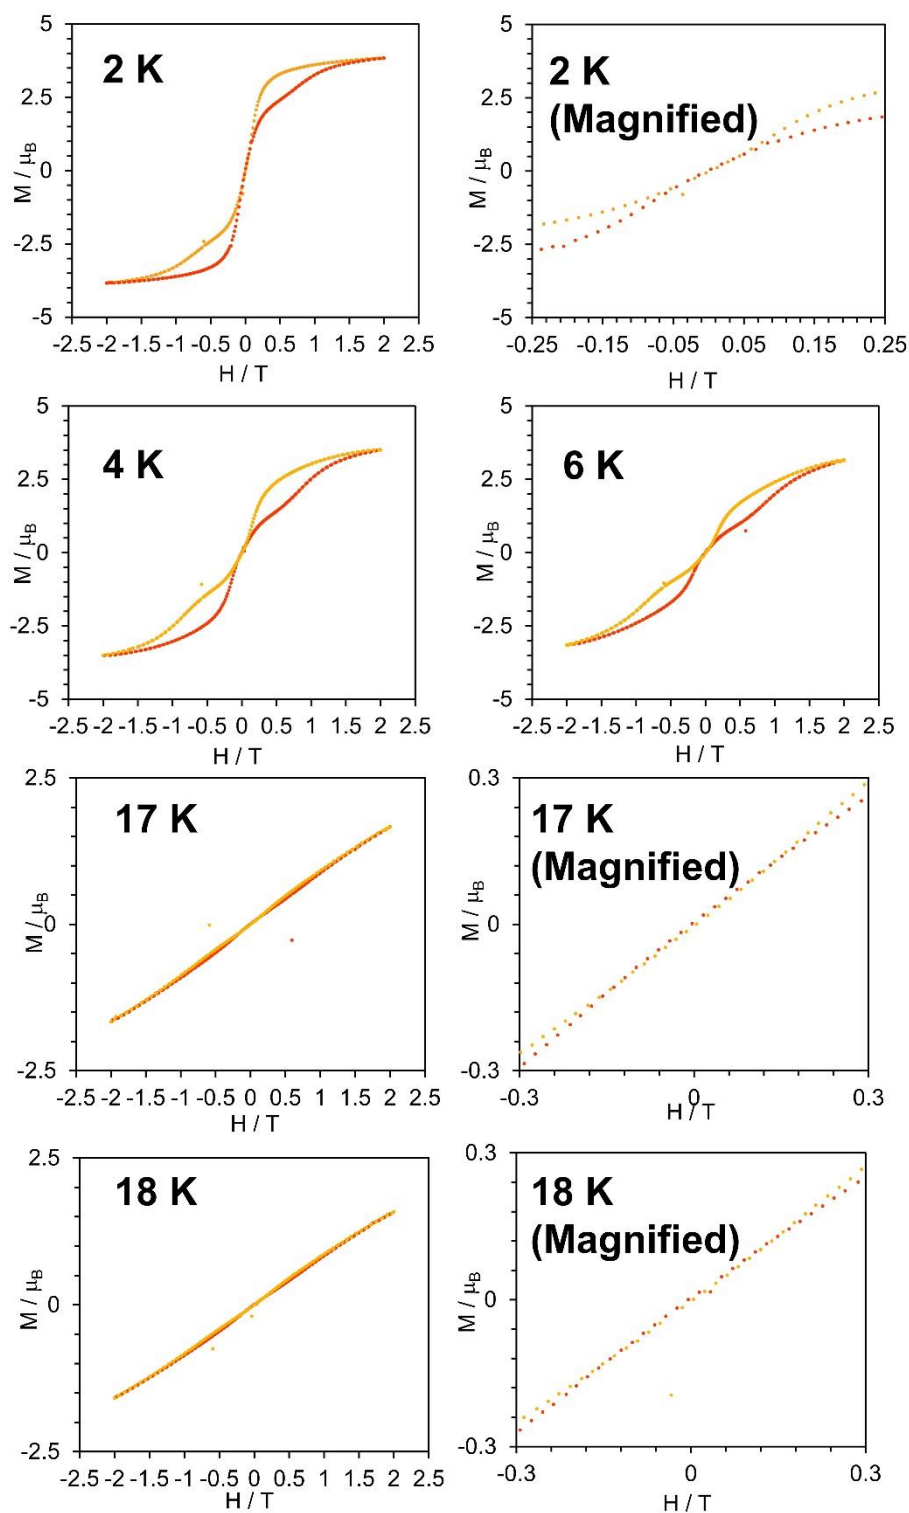 5
2.5
0
-2.5
-5
M / μB
2 K
-2.5 -2 -1.5 -1 -0.5 0 0.5 1 1.5 2 2.5
H / T
5
2.5
0
-2.5
-5
M / μB
2 K
(Magnified)
-0.25 -0.15 -0.05 0.05 0.15 0.25
H / T
5
2.5
0
-2.5
-5
M / μB
4 K
-2.5 -2 -1.5 -1 -0.5 0 0.5 1 1.5 2 2.5
H / T
5
2.5
0
-2.5
-5
M / μB
6 K
-2.5 -2 -1.5 -1 -0.5 0 0.5 1 1.5 2 2.5
H / T
2.5
0
-2.5
M / μB
17 K
-2.5 -2 -1.5 -1 -0.5 0 0.5 1 1.5 2 2.5
H / T
0.3
0
-0.3
M / μB
17 K
(Magnified)
-0.3 0 0.3
H / T
2.5
0
-2.5
M / μB
18 K
-2.5 -2 -1.5 -1 -0.5 0 0.5 1 1.5 2 2.5
H / T
0.3
0
-0.3
M / μB
18 K
(Magnified)
-0.3 0 0.3
H / T